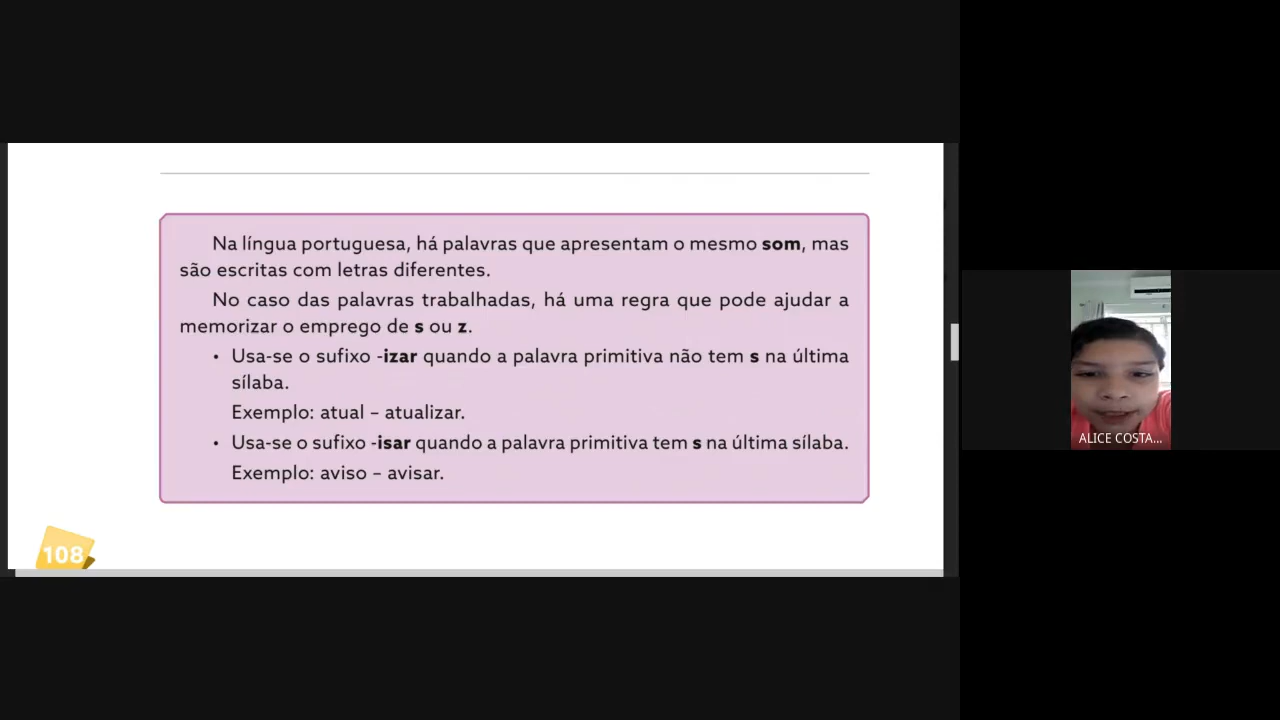 Na língua portuguesa, há palavras que apresentam o mesmo som, mas
são escritas com letras diferentes.
No caso das palavras trabalhadas, há uma regra que pode ajudar a
memorizar o emprego de s ou z.
• Usa-se o sufixo -izar quando a palavra primitiva não tem s na última
sílaba.
Exemplo: atual – atualizar.
• Usa-se o sufixo -isar quando a palavra primitiva tem s na última sílaba.
Exemplo: aviso – avisar.
108
ALICE COSTA...